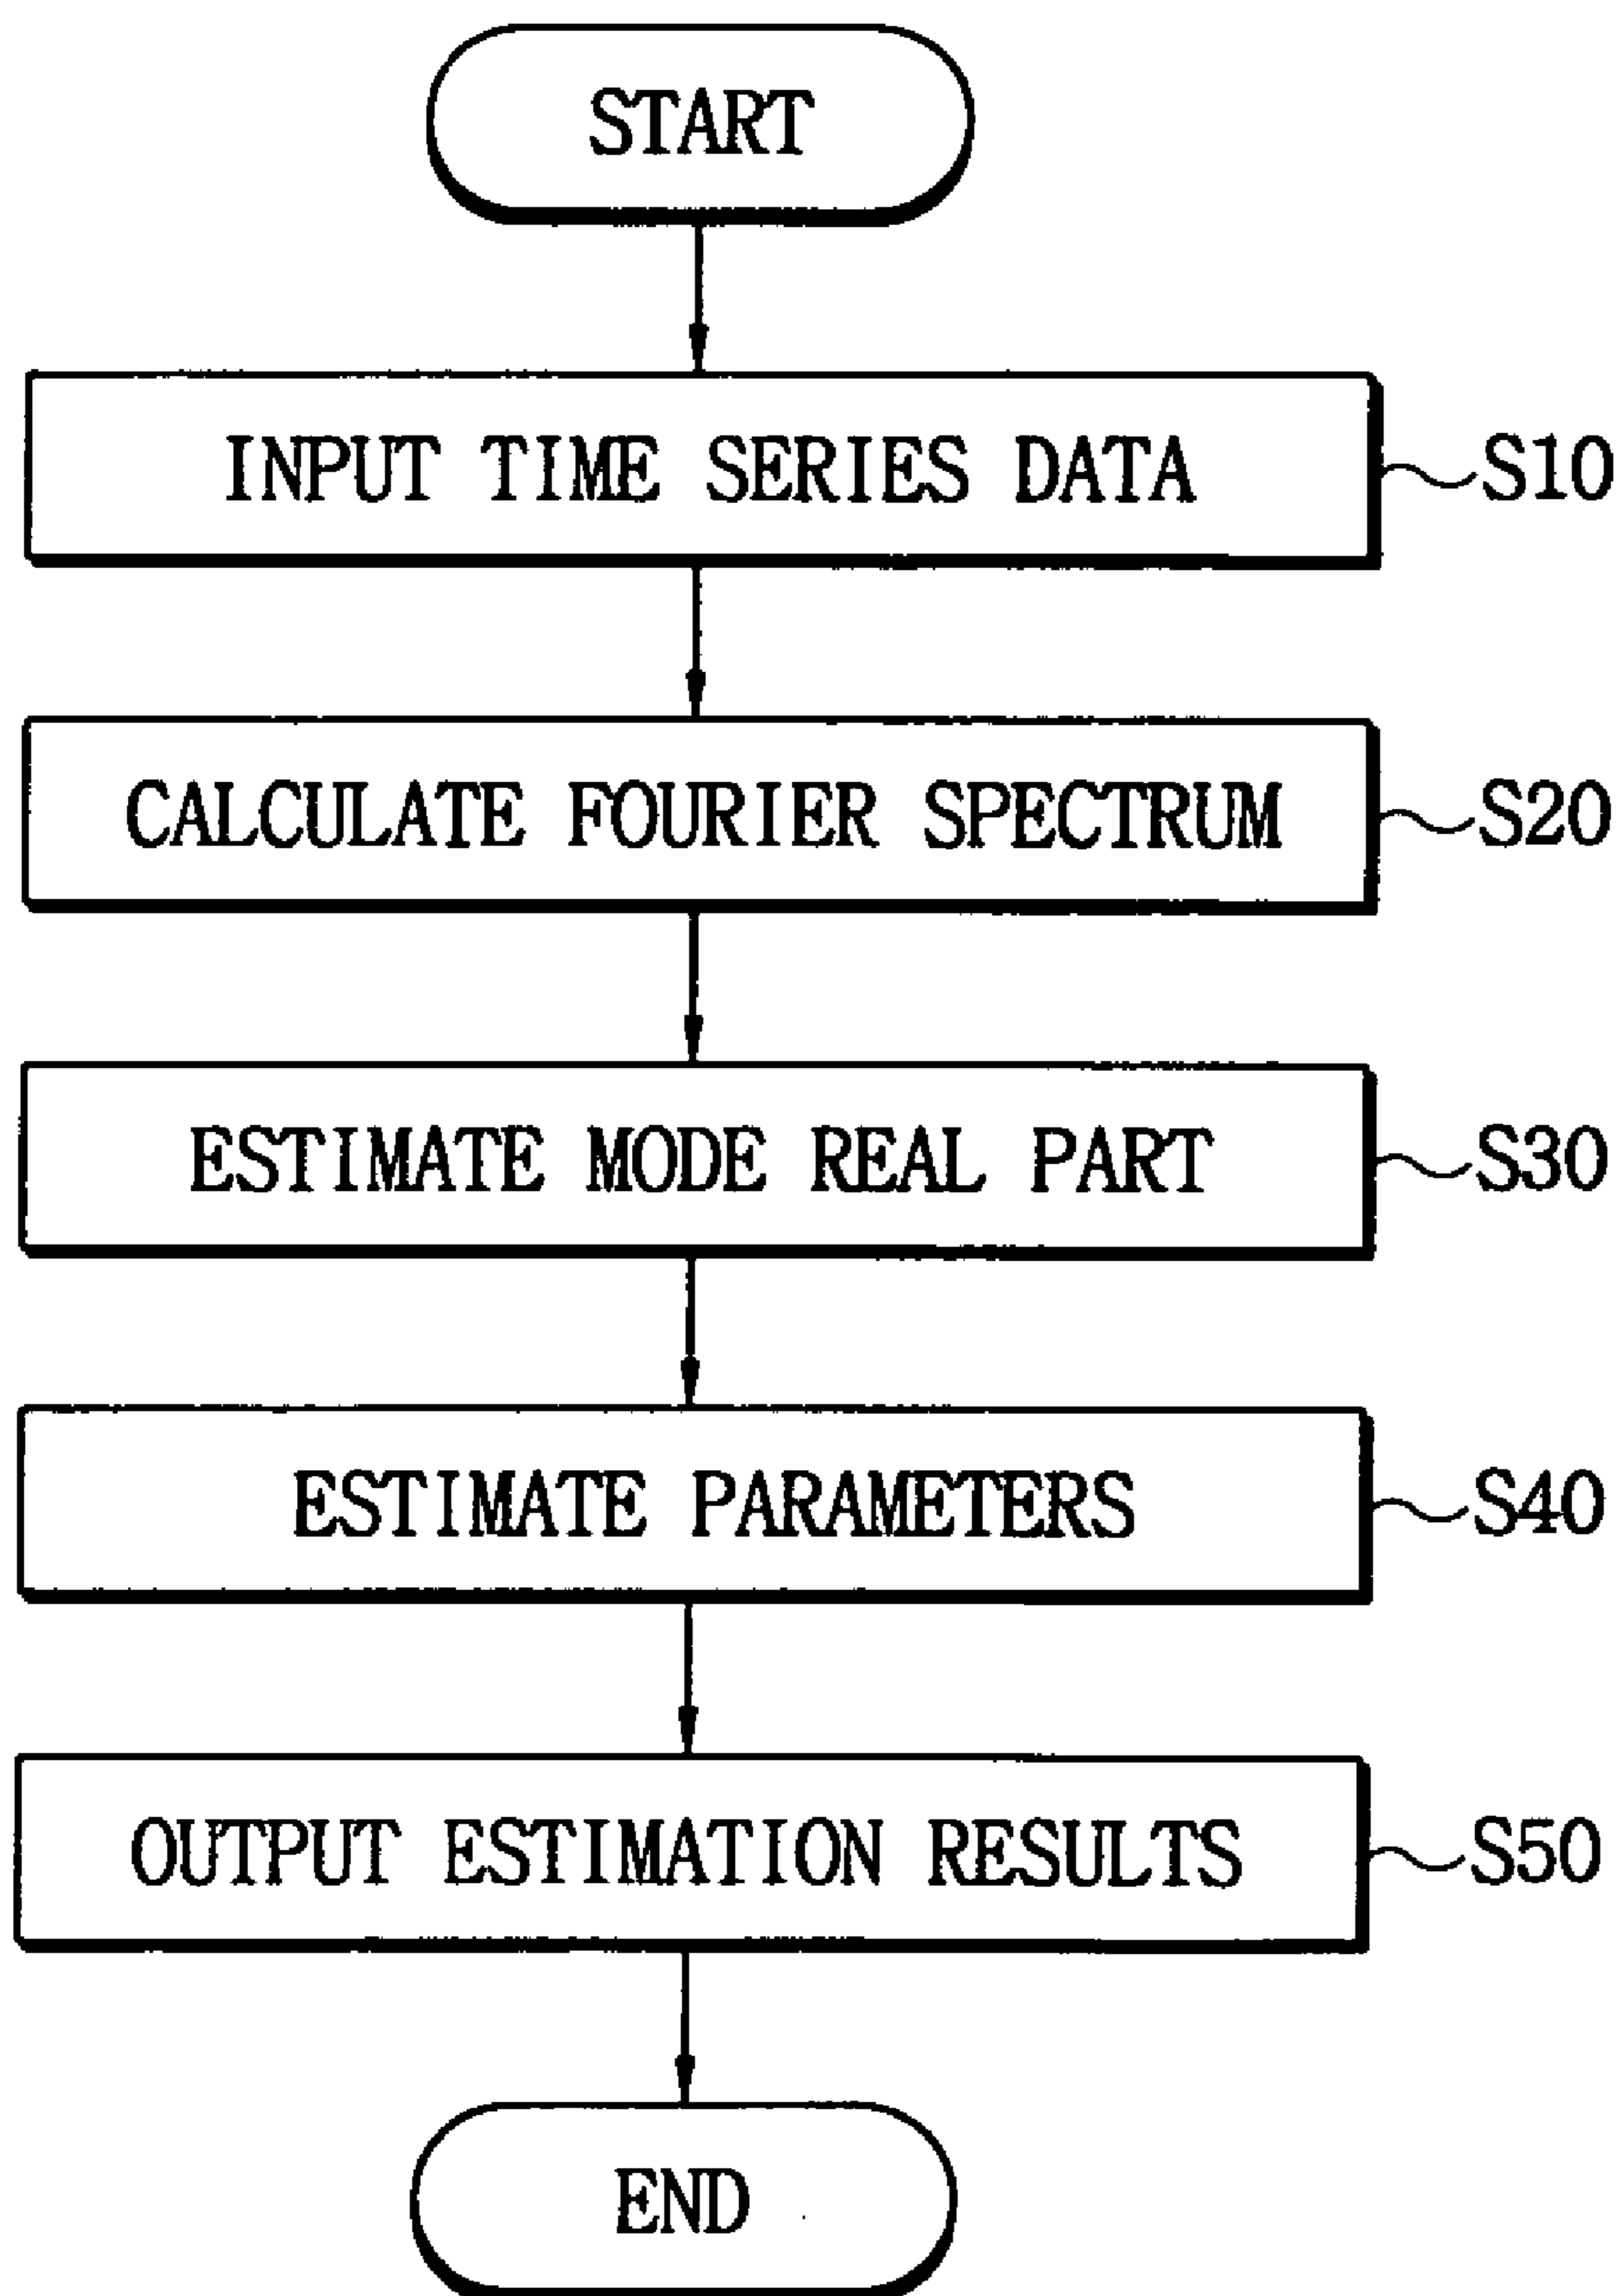 START
INPUT TIME SERIES DATA
S10
CALCULATE FOURIER SPECTRUM
S20
ESTIMATE MODE REAL PART
S30
ESTIMATE PARAMETERS
S40
OUTPUT ESTIMATION RESULTS
S50
END